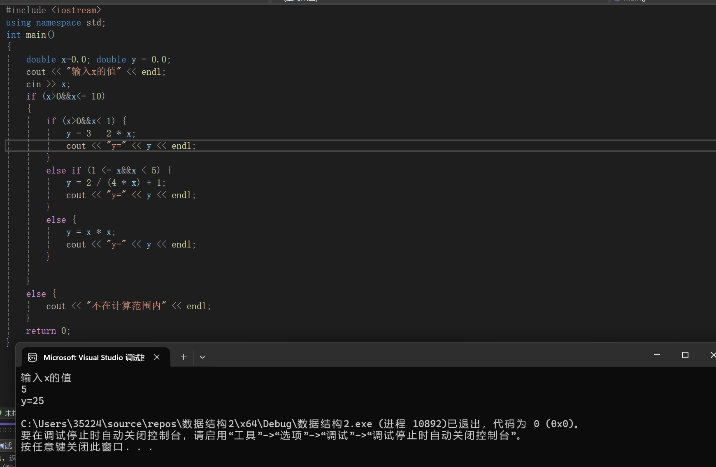 #include <iostream>
using namespace std;
int main()
{
double x=0.0; double y = 0.0;
cout << "输入x的值" << endl;
cin >> x;
if (x>0&&x<= 10)
{
if (x>0&&x< 1) {
y = 3   2 * x;
cout << "y=" << y << endl;
}
else if (1 <= x&&x < 5) {
y = 2 / (4 * x) + 1;
cout << "y=" << y << endl;
}
else {
y = x * x;
cout << "y=" << y << endl;
}
}
else {
cout << "不在计算范围内" << endl;
}
return 0;
}
Microsoft Visual Studio 调试
输入x的值
5
y=25
C:\Users\35224\source\repos\数据结构2\x64\Debug\数据结构2.exe (进程 10892)已退出，代码为 0 (0x0)。
要在调试停止时自动关闭控制台，请启用“工具”->“选项”->“调试”->“调试停止时自动关闭控制台”。
按任意键关闭此窗口. . .